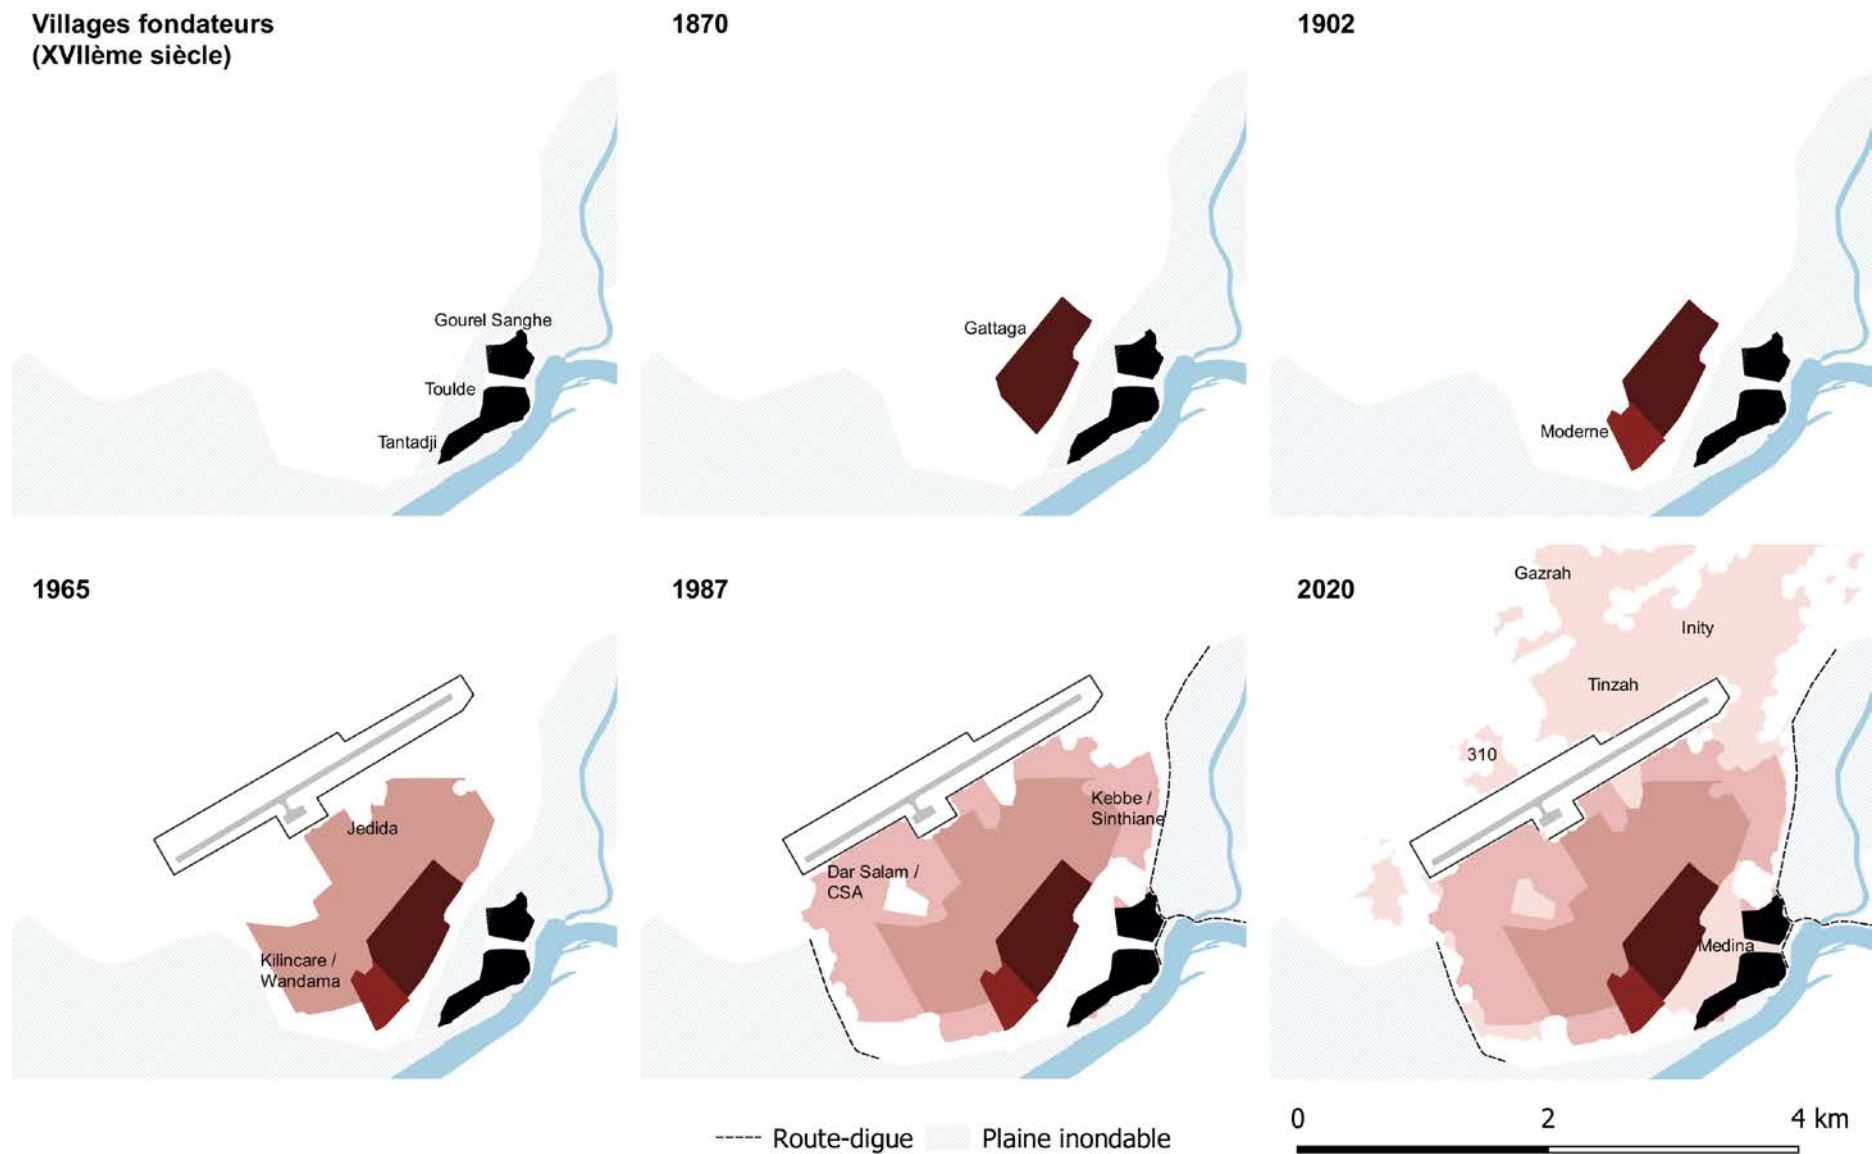 Villages fondateurs
(XVIIème siècle)
1870
1902
Gourel Sanghe
Toulde
Tantadji
Gattaga
Moderne
1965
1987
2020
Jedida
Kilincare /
Wandama
Kebbe /
Sinthiane
Dar Salam /
CSA
Gazrah
Inity
Tinzah
310
Medina
Route-digue
Plaine inondable
0 2 4 km